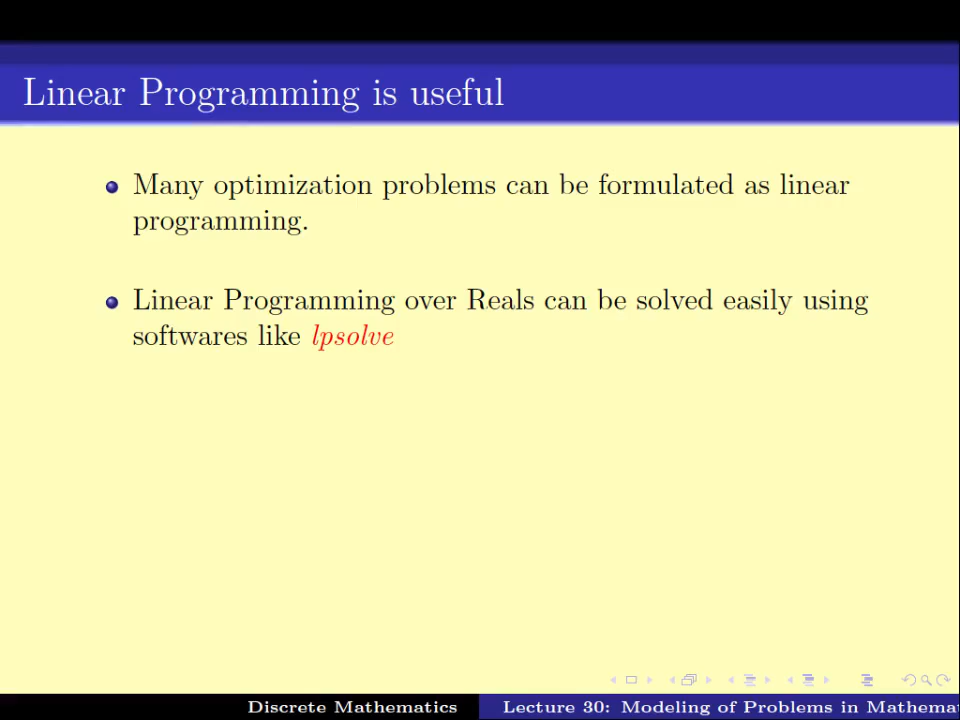 Linear Programming is useful
Many optimization problems can be formulated as linear
programming.
Linear Programming over Reals can be solved easily using
softwares like lpsolve
Discrete Mathematics
Lecture 30: Modeling of Problems in Mathemat